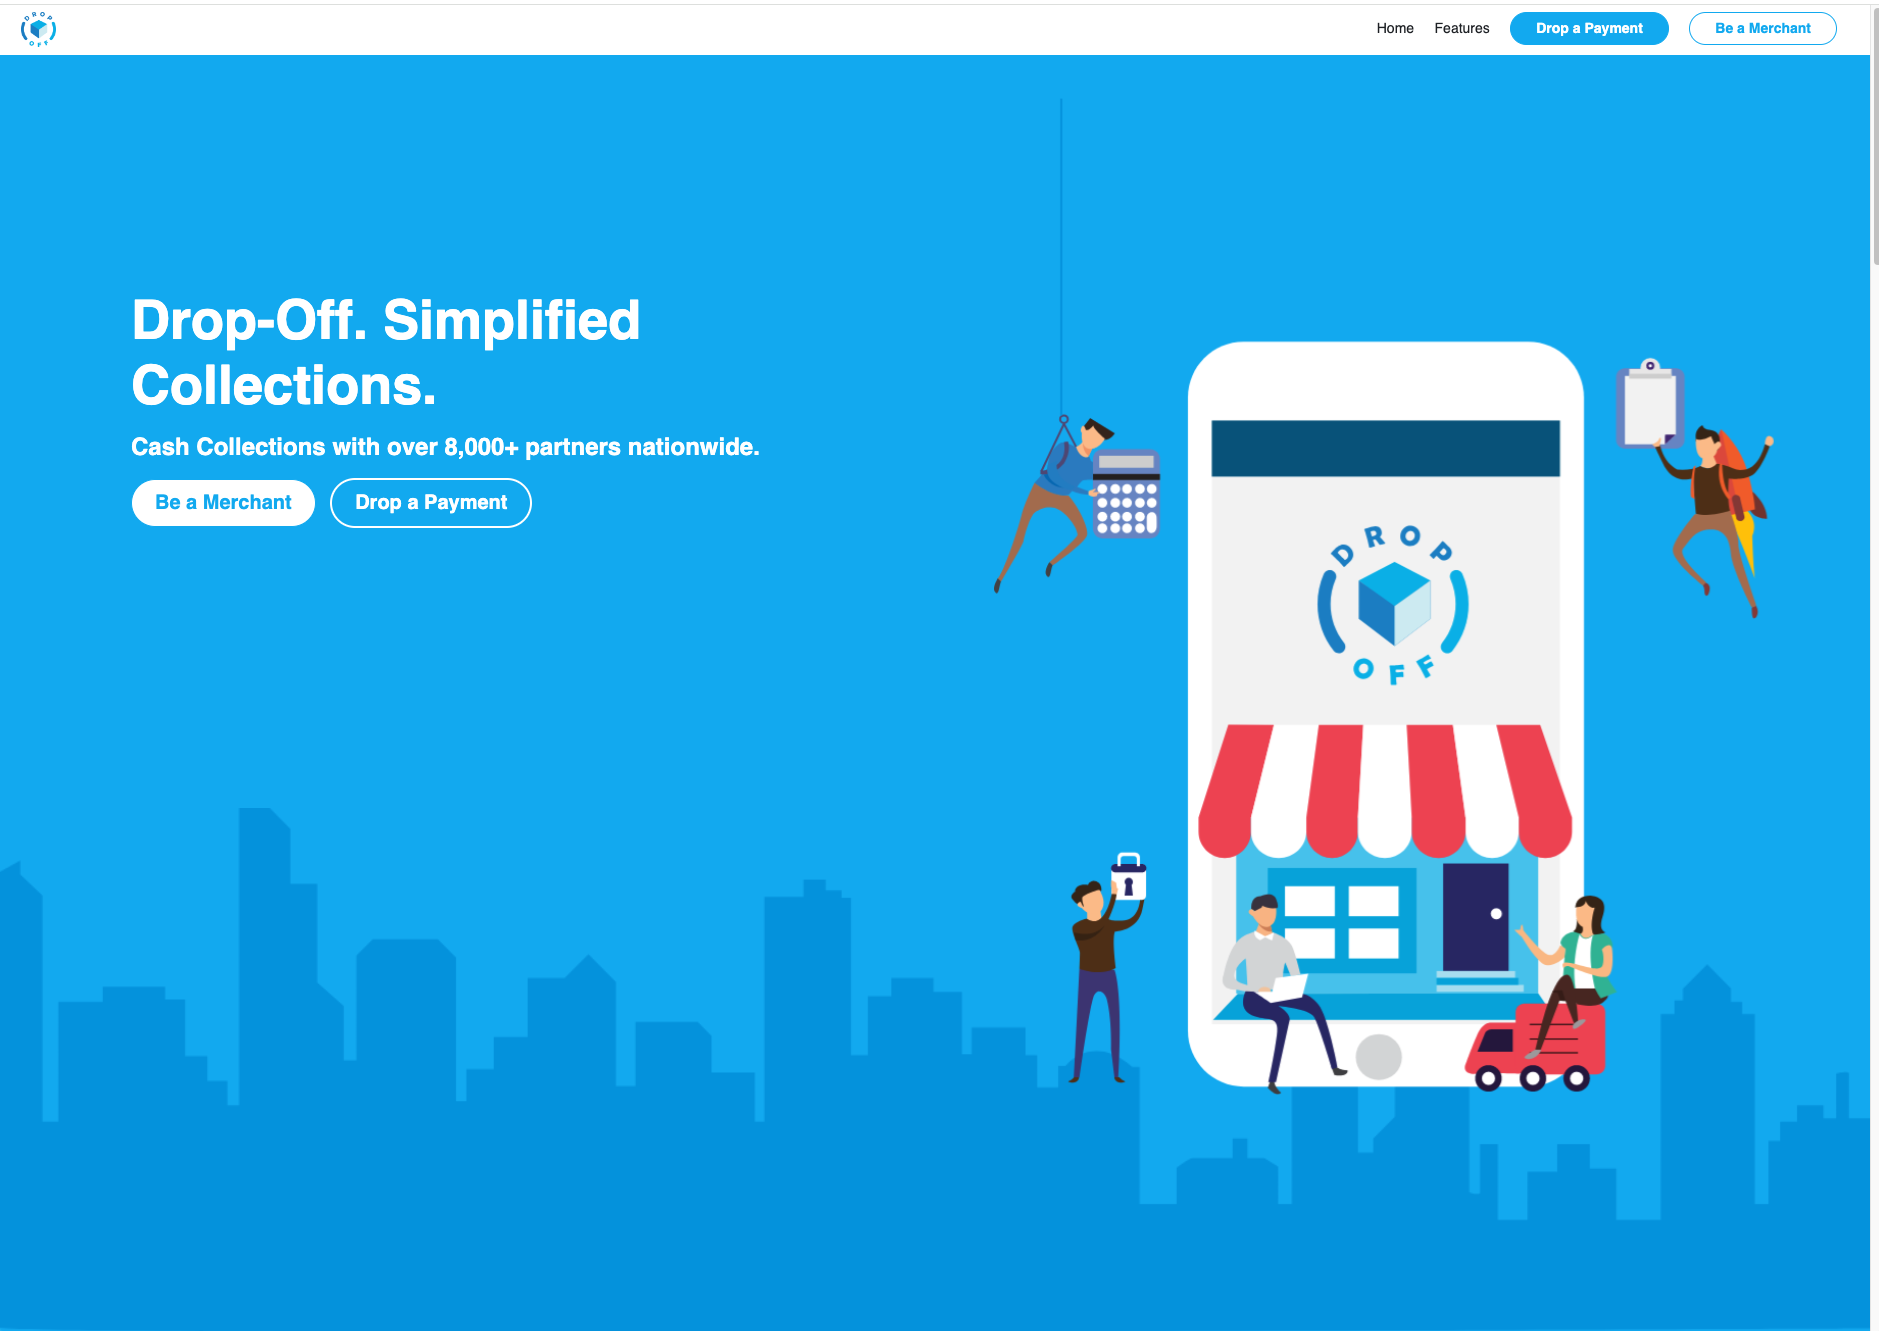 DROP
OFF
Home
Features
Drop a Payment
Be a Merchant
Drop-Off. Simplified
Collections.
Cash Collections with over 8,000+ partners nationwide.
Be a Merchant
Drop a Payment
DROP
OFF